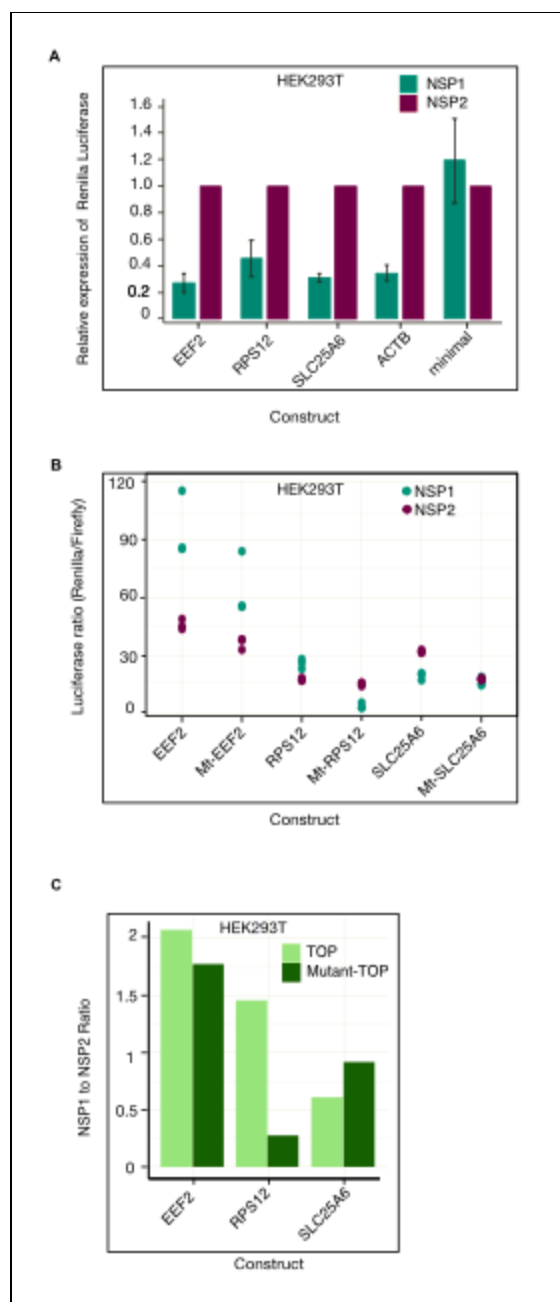 A
HEK293T
NSP1
NSP2
Relative expression of Renilla Luciferase
1.6
1.4
1.2
1.0
0.8
0.6
0.4
0.2
0
EEF2
RPS12
SLC25A6
ACTB
minimal
Construct
B
HEK293T
NSP1
NSP2
Luciferase ratio (Renilla/Firefly)
120
90
60
30
0
EEF2
Mt-EEF2
RPS12
Mt-RPS12
SLC25A6
Mt-SLC25A6
Construct
C
HEK293T
TOP
Mutant-TOP
NSP1 to NSP2 Ratio
2
1.5
1
0.5
0
EEF2
RPS12
SLC25A6
Construct